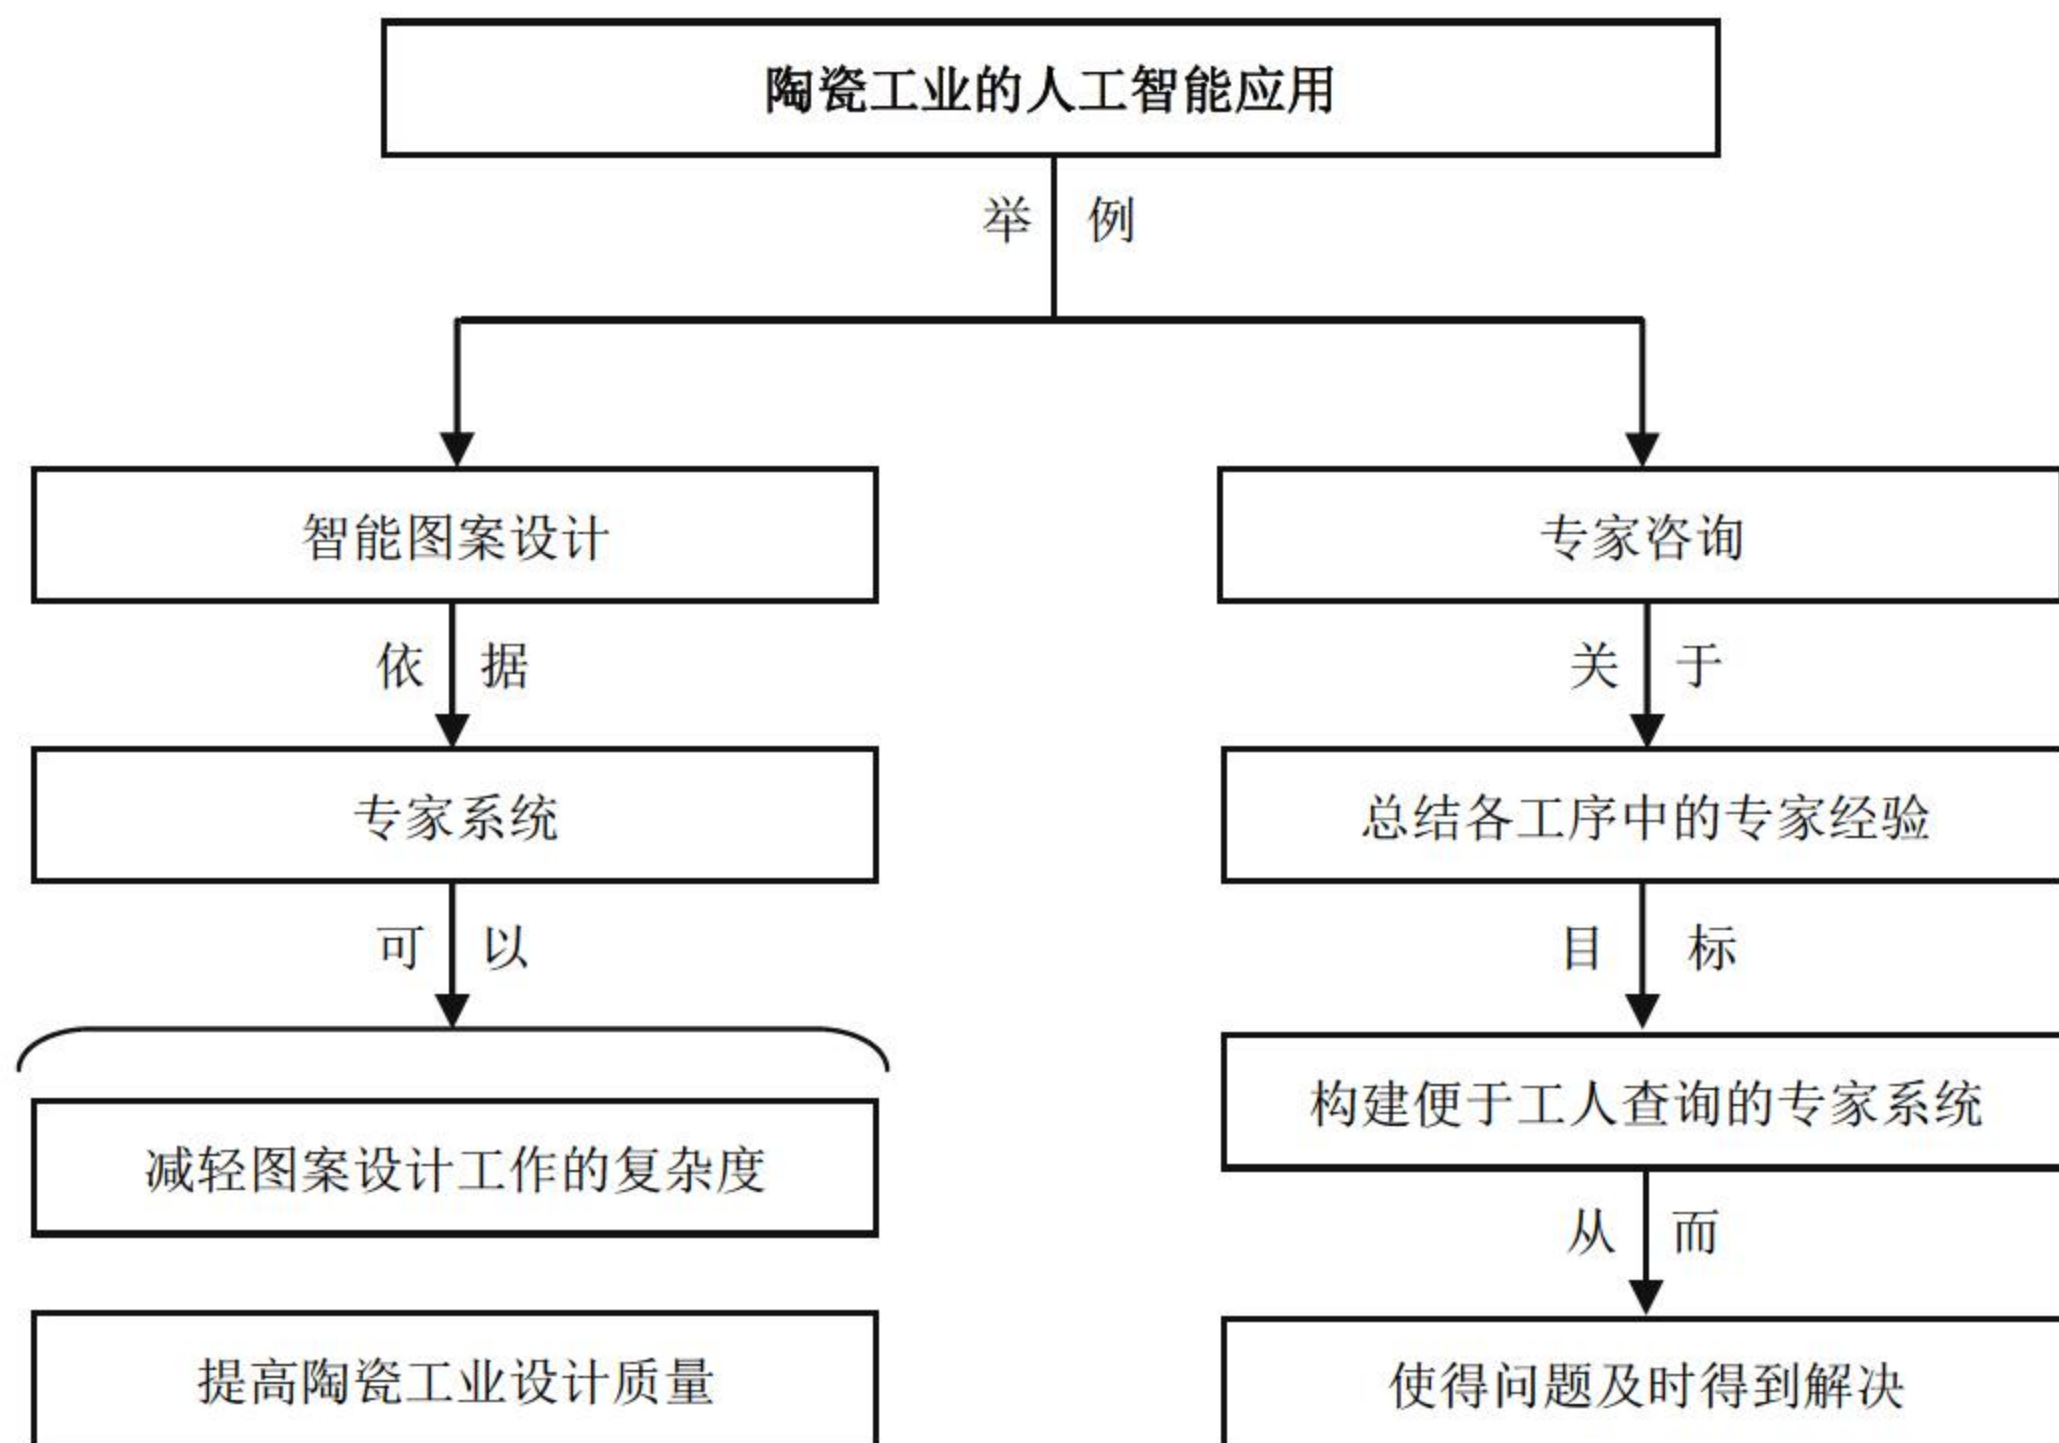 陶瓷工业的人工智能应用
举例
智能图案设计
依据
专家系统
可以
减轻图案设计工作的复杂度
提高陶瓷工业设计质量
专家咨询
关于
总结各工序中的专家经验
目标
构建便于工人查询的专家系统
从而
使得问题及时得到解决